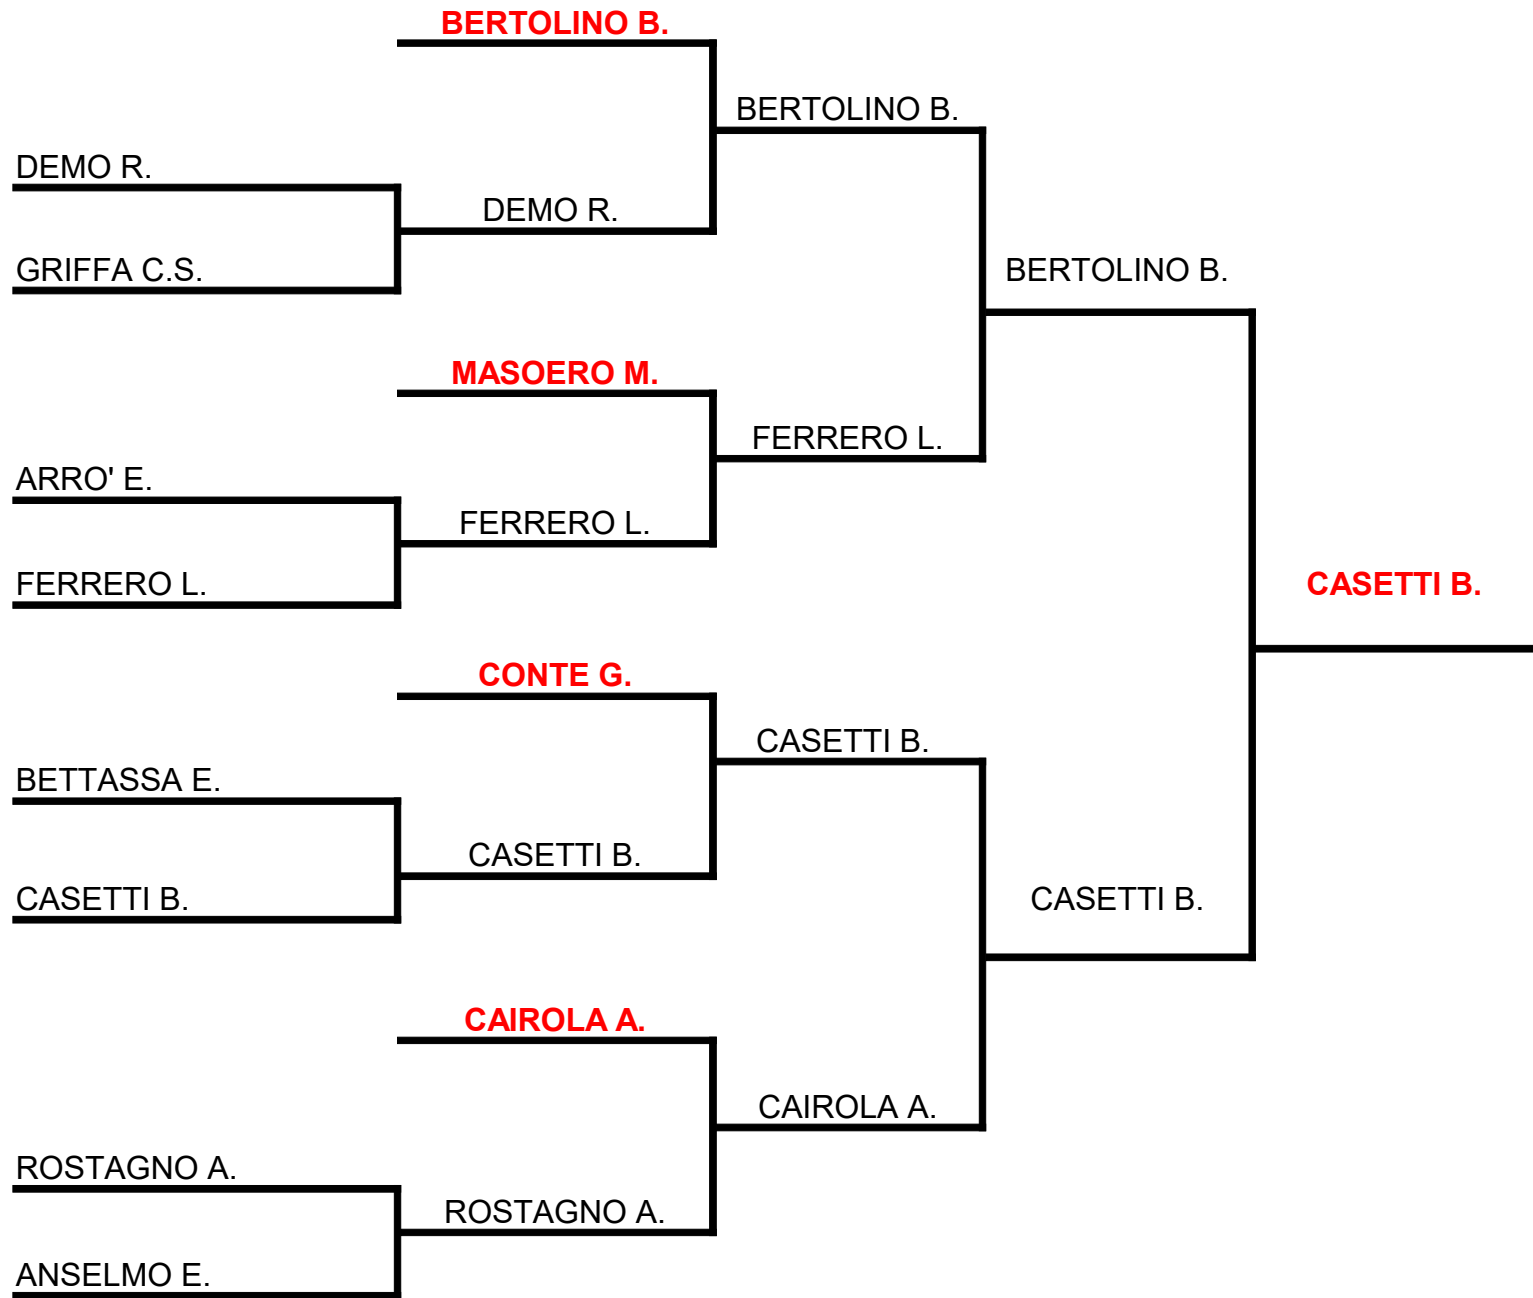 BERTOLINO B.
BERTOLINO B.
DEMO R.
DEMO R.
GRIFFA C.S.
BERTOLINO B.
MASOERO M.
FERRERO L.
ARRO' E.
FERRERO L.
FERRERO L.
CASETTI B.
CONTE G.
CASETTI B.
BETTASSA E.
CASETTI B.
CASETTI B.
CASETTI B.
CAIROLA A.
CAIROLA A.
ROSTAGNO A.
ROSTAGNO A.
ANSELMO E.